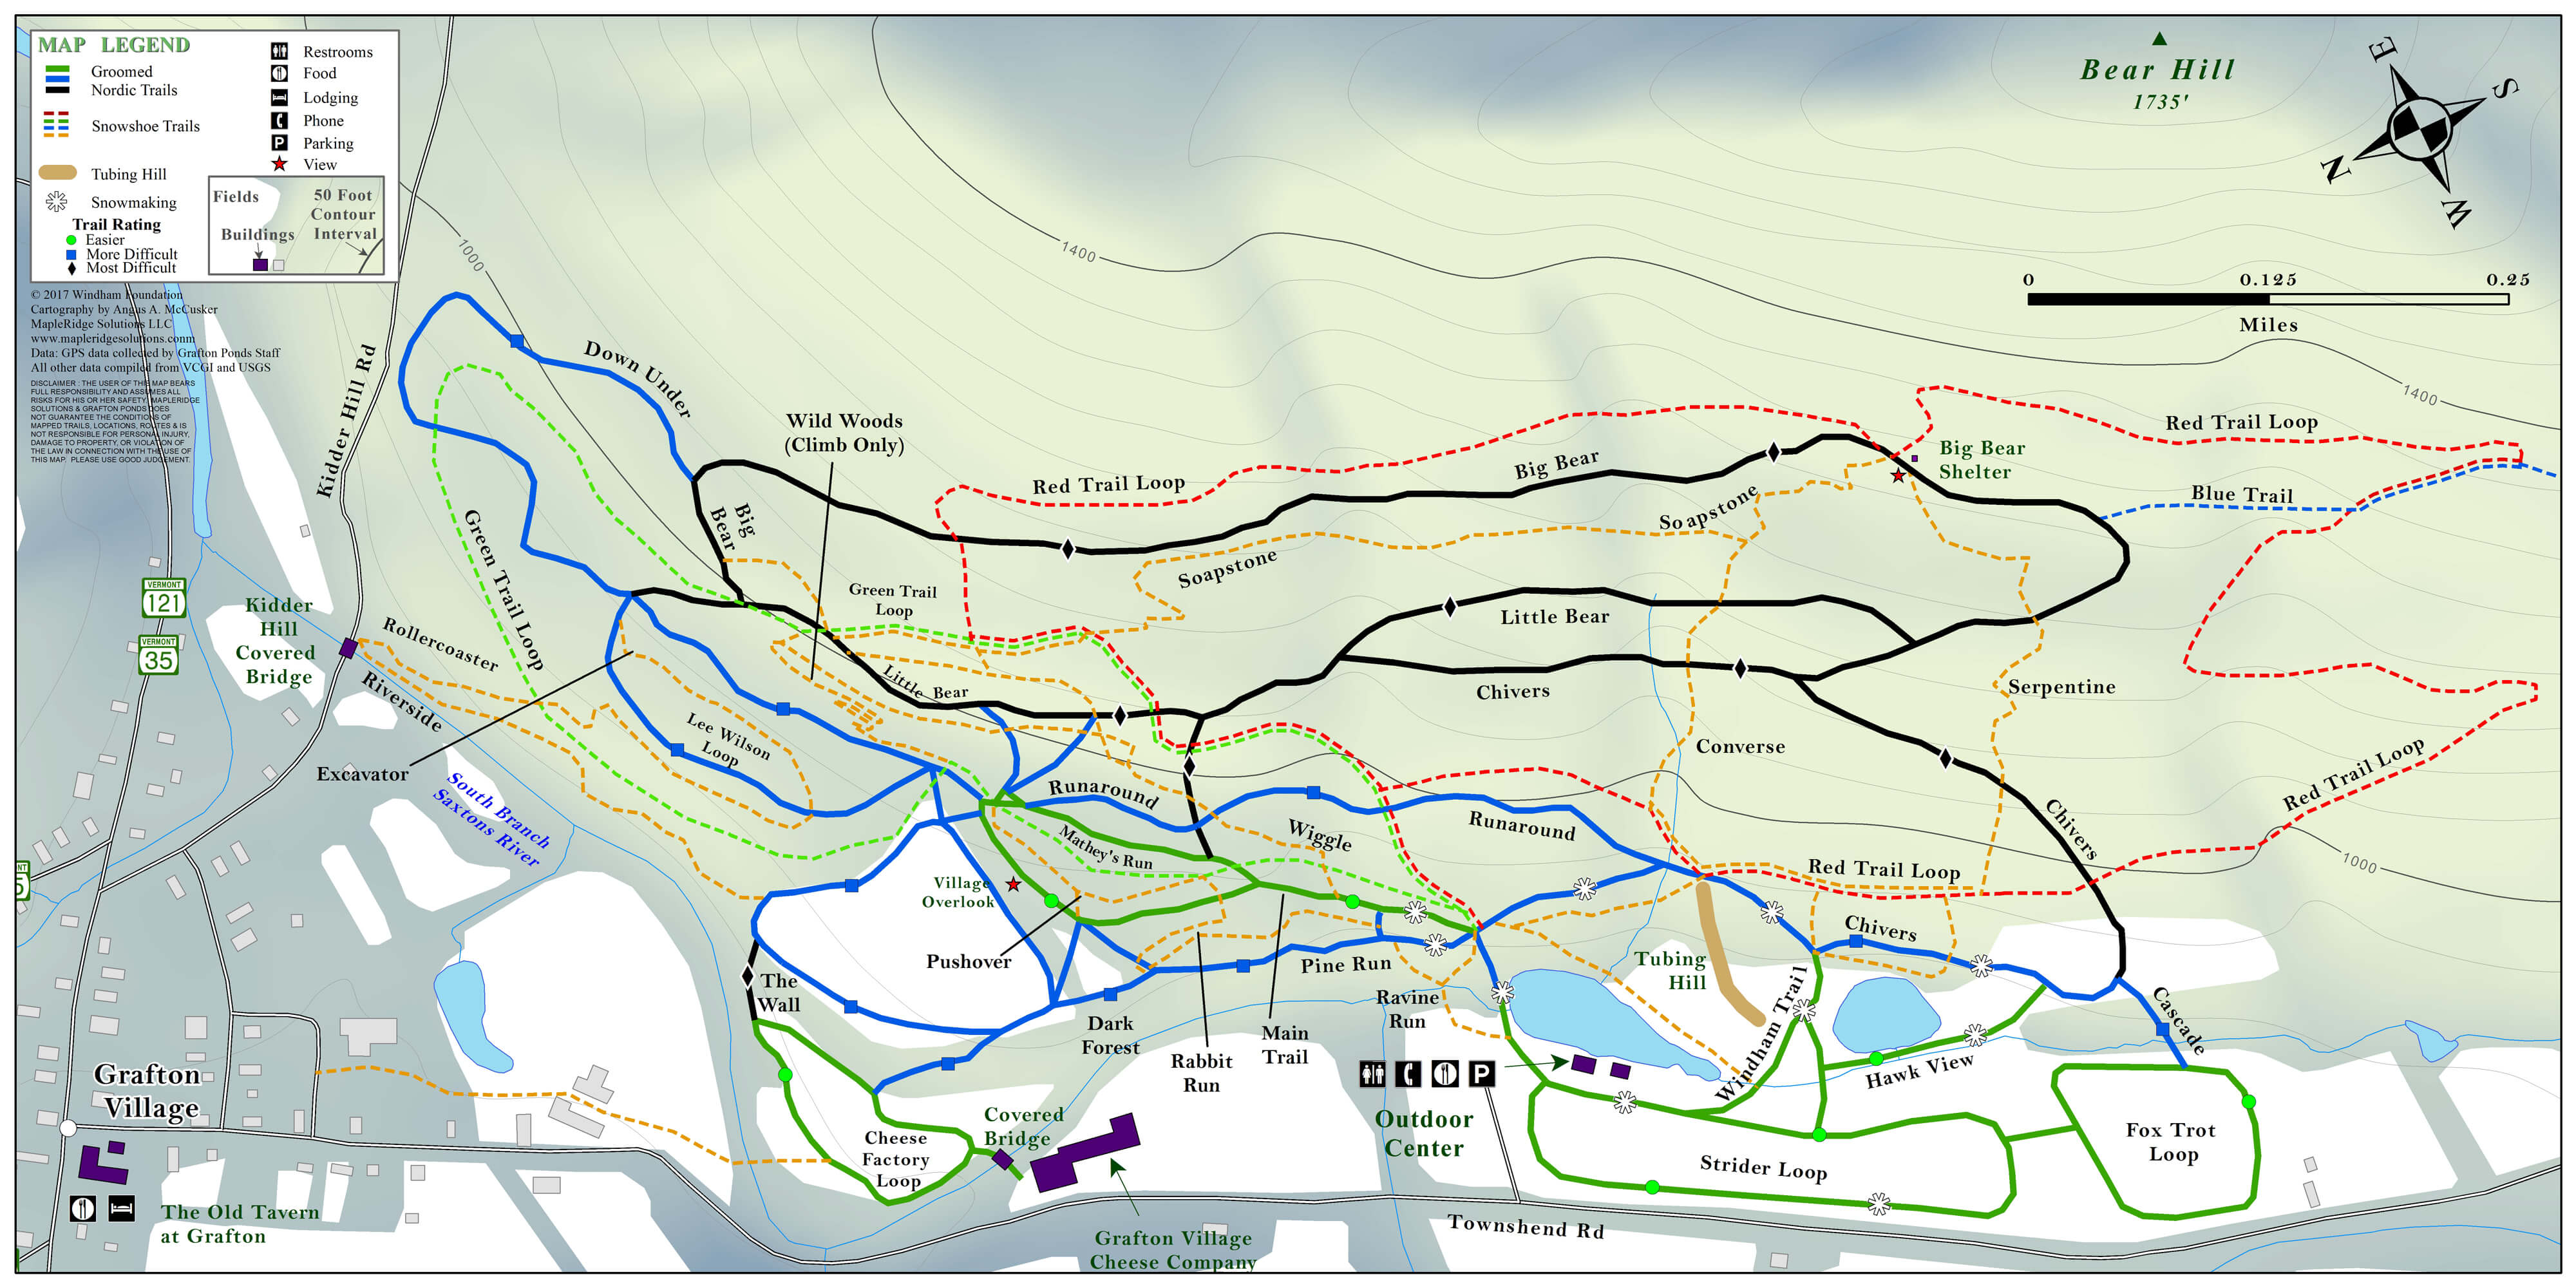 MAP LEGEND
Groomed
Nordic Trails
Snowshoe Trails
Tubing Hill
Snowmaking
Trail Rating
Easier
More Difficult
Most Difficult
Restrooms
Food
Lodging
Phone
P
Parking
View
Fields
Buildings
50 Foot
Contour
Interval
© 2017 Windham Foundation
Cartography by Angus A. McCusker
MapleRidge Solutions LLC
www.mapleridgesolutions.conm
Data: GPS data collected by Grafton Ponds Staff
All other data compiled from VCGI and USGS
DISCLAIMER : THE USER OF THIS MAP BEARS
FULL RESPONSIBILITY AND ASSUMES ALL
RISKS FOR HIS OR HER SAFETY. MAPLERIDGE
SOLUTIONS & GRAFTON PONDS DOES
NOT GUARANTEE THE CONDITIONS OF
MAPPED TRAILS, LOCATIONS, ROUTES & IS
NOT RESPONSIBLE FOR PERSONAL INJURY,
DAMAGE TO PROPERTY, OR VIOLATION OF
THE LAW IN CONNECTION WITH THE USE OF
THIS MAP. PLEASE USE GOOD JUDGEMENT.
Bear Hill
1735'
E
S
N
W
0 0.125 0.25
Miles
1000
1400
1400
1000
Kidder Hill Rd
Down Under
Wild Woods
(Climb Only)
Big
Bear
Red Trail Loop
Big Bear
Big Bear
Shelter
Red Trail Loop
Blue Trail
Soapstone
Soapstone
Green Trail Loop
Green Trail
Loop
VERMONT
121
VERMONT
35
Kidder
Hill
Covered
Bridge
Rollercoaster
Riverside
Excavator
South Branch
Saxtons River
Lee Wilson
Loop
Little Bear
Little Bear
Chivers
Serpentine
Converse
Red Trail Loop
Runaround
Mathey's Run
Wiggle
Runaround
Red Trail Loop
Chivers
Chivers
Village
Overlook
Pushover
Pine Run
Ravine
Run
Tubing
Hill
Windham Trail
Cascade
Hawk View
The
Wall
Dark
Forest
Rabbit
Run
Main
Trail
P
Outdoor
Center
Strider Loop
Fox Trot
Loop
Grafton
Village
Cheese
Factory
Loop
Covered
Bridge
Grafton Village
Cheese Company
The Old Tavern
at Grafton
Townshend Rd